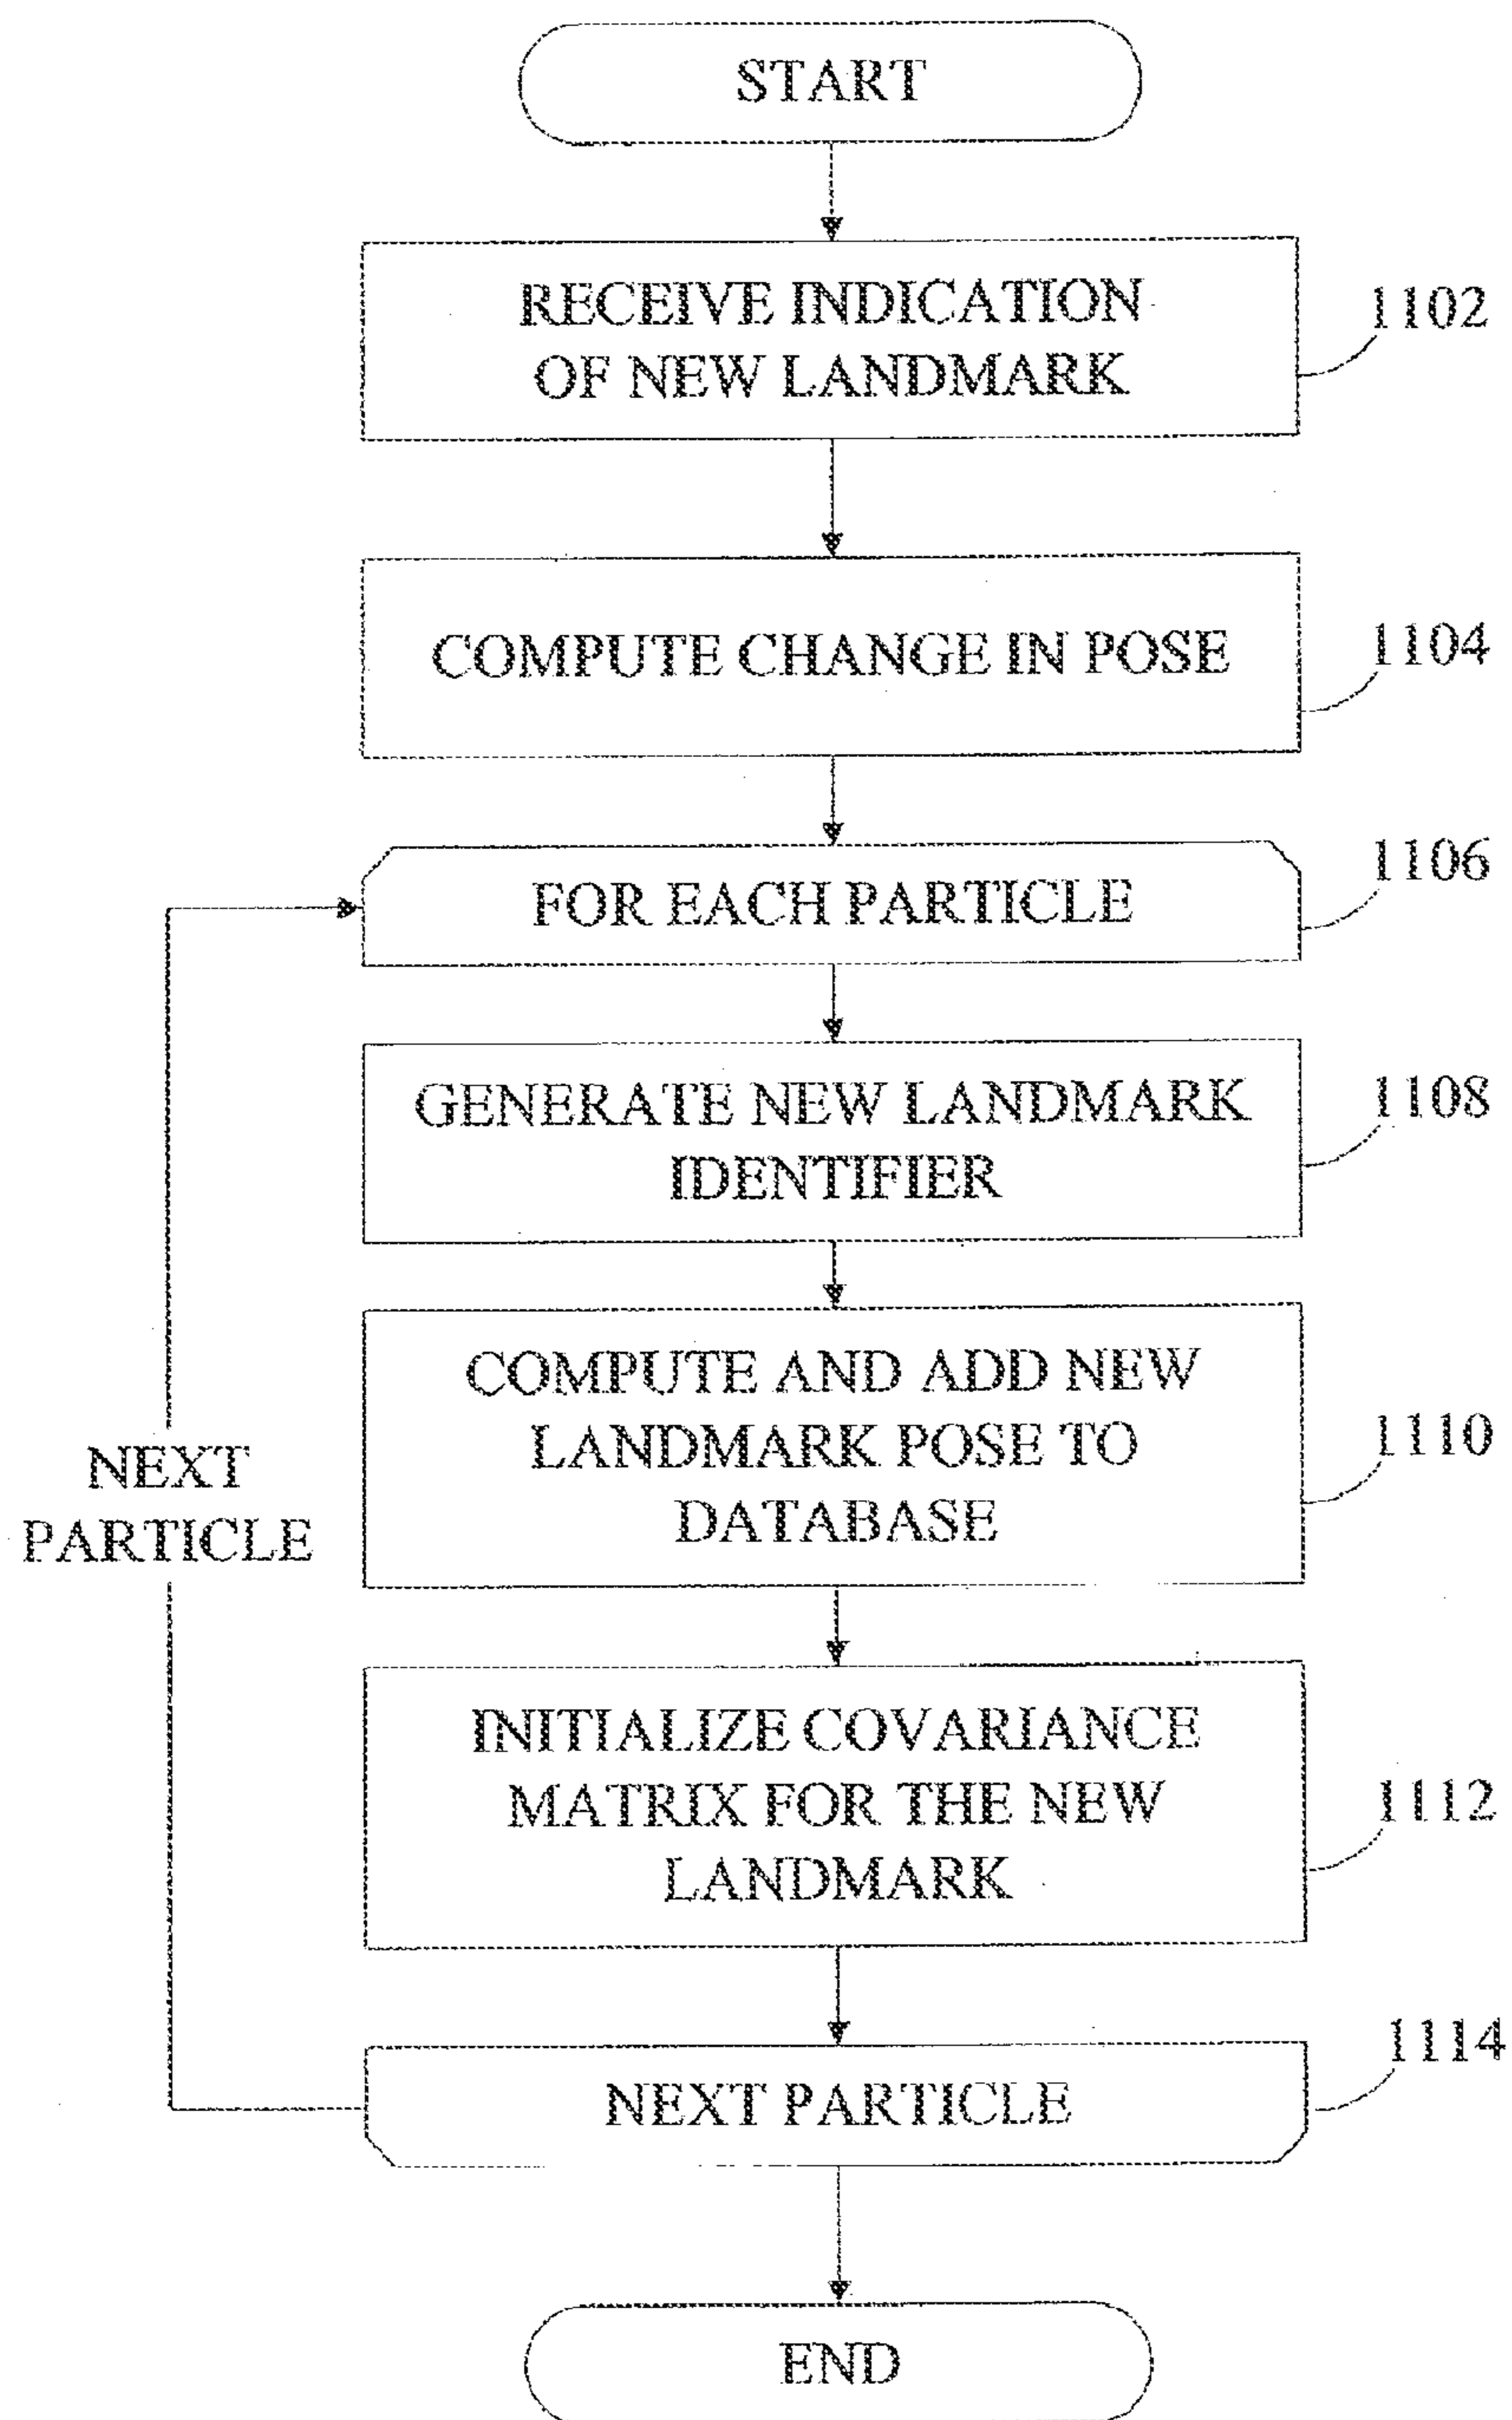 START
RECEIVE INDICATION
OF NEW LANDMARK
1102
COMPUTE CHANGE IN POSE
1104
FOR EACH PARTICLE
1106
GENERATE NEW LANDMARK
IDENTIFIER
1108
COMPUTE AND ADD NEW
LANDMARK POSE TO
DATABASE
1110
NEXT
PARTICLE
INITIALIZE COVARIANCE
MATRIX FOR THE NEW
LANDMARK
1112
NEXT PARTICLE
1114
END